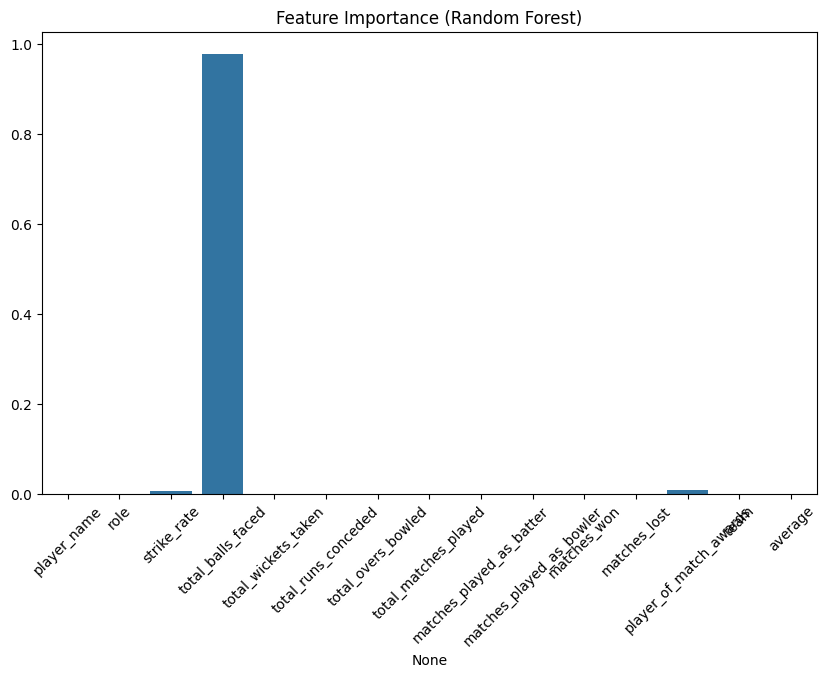 Feature Importance (Random Forest)
1.0
0.8
0.6
0.4
0.2
0.0
player_name
role
strike_rate
total_balls_faced
total_wickets_taken
total_runs_conceded
total_overs_bowled
total_matches_played
matches_played_as_batter
matches_played_as_bowler
matches_won
matches_lost
player_of_match_awards
team
average
None